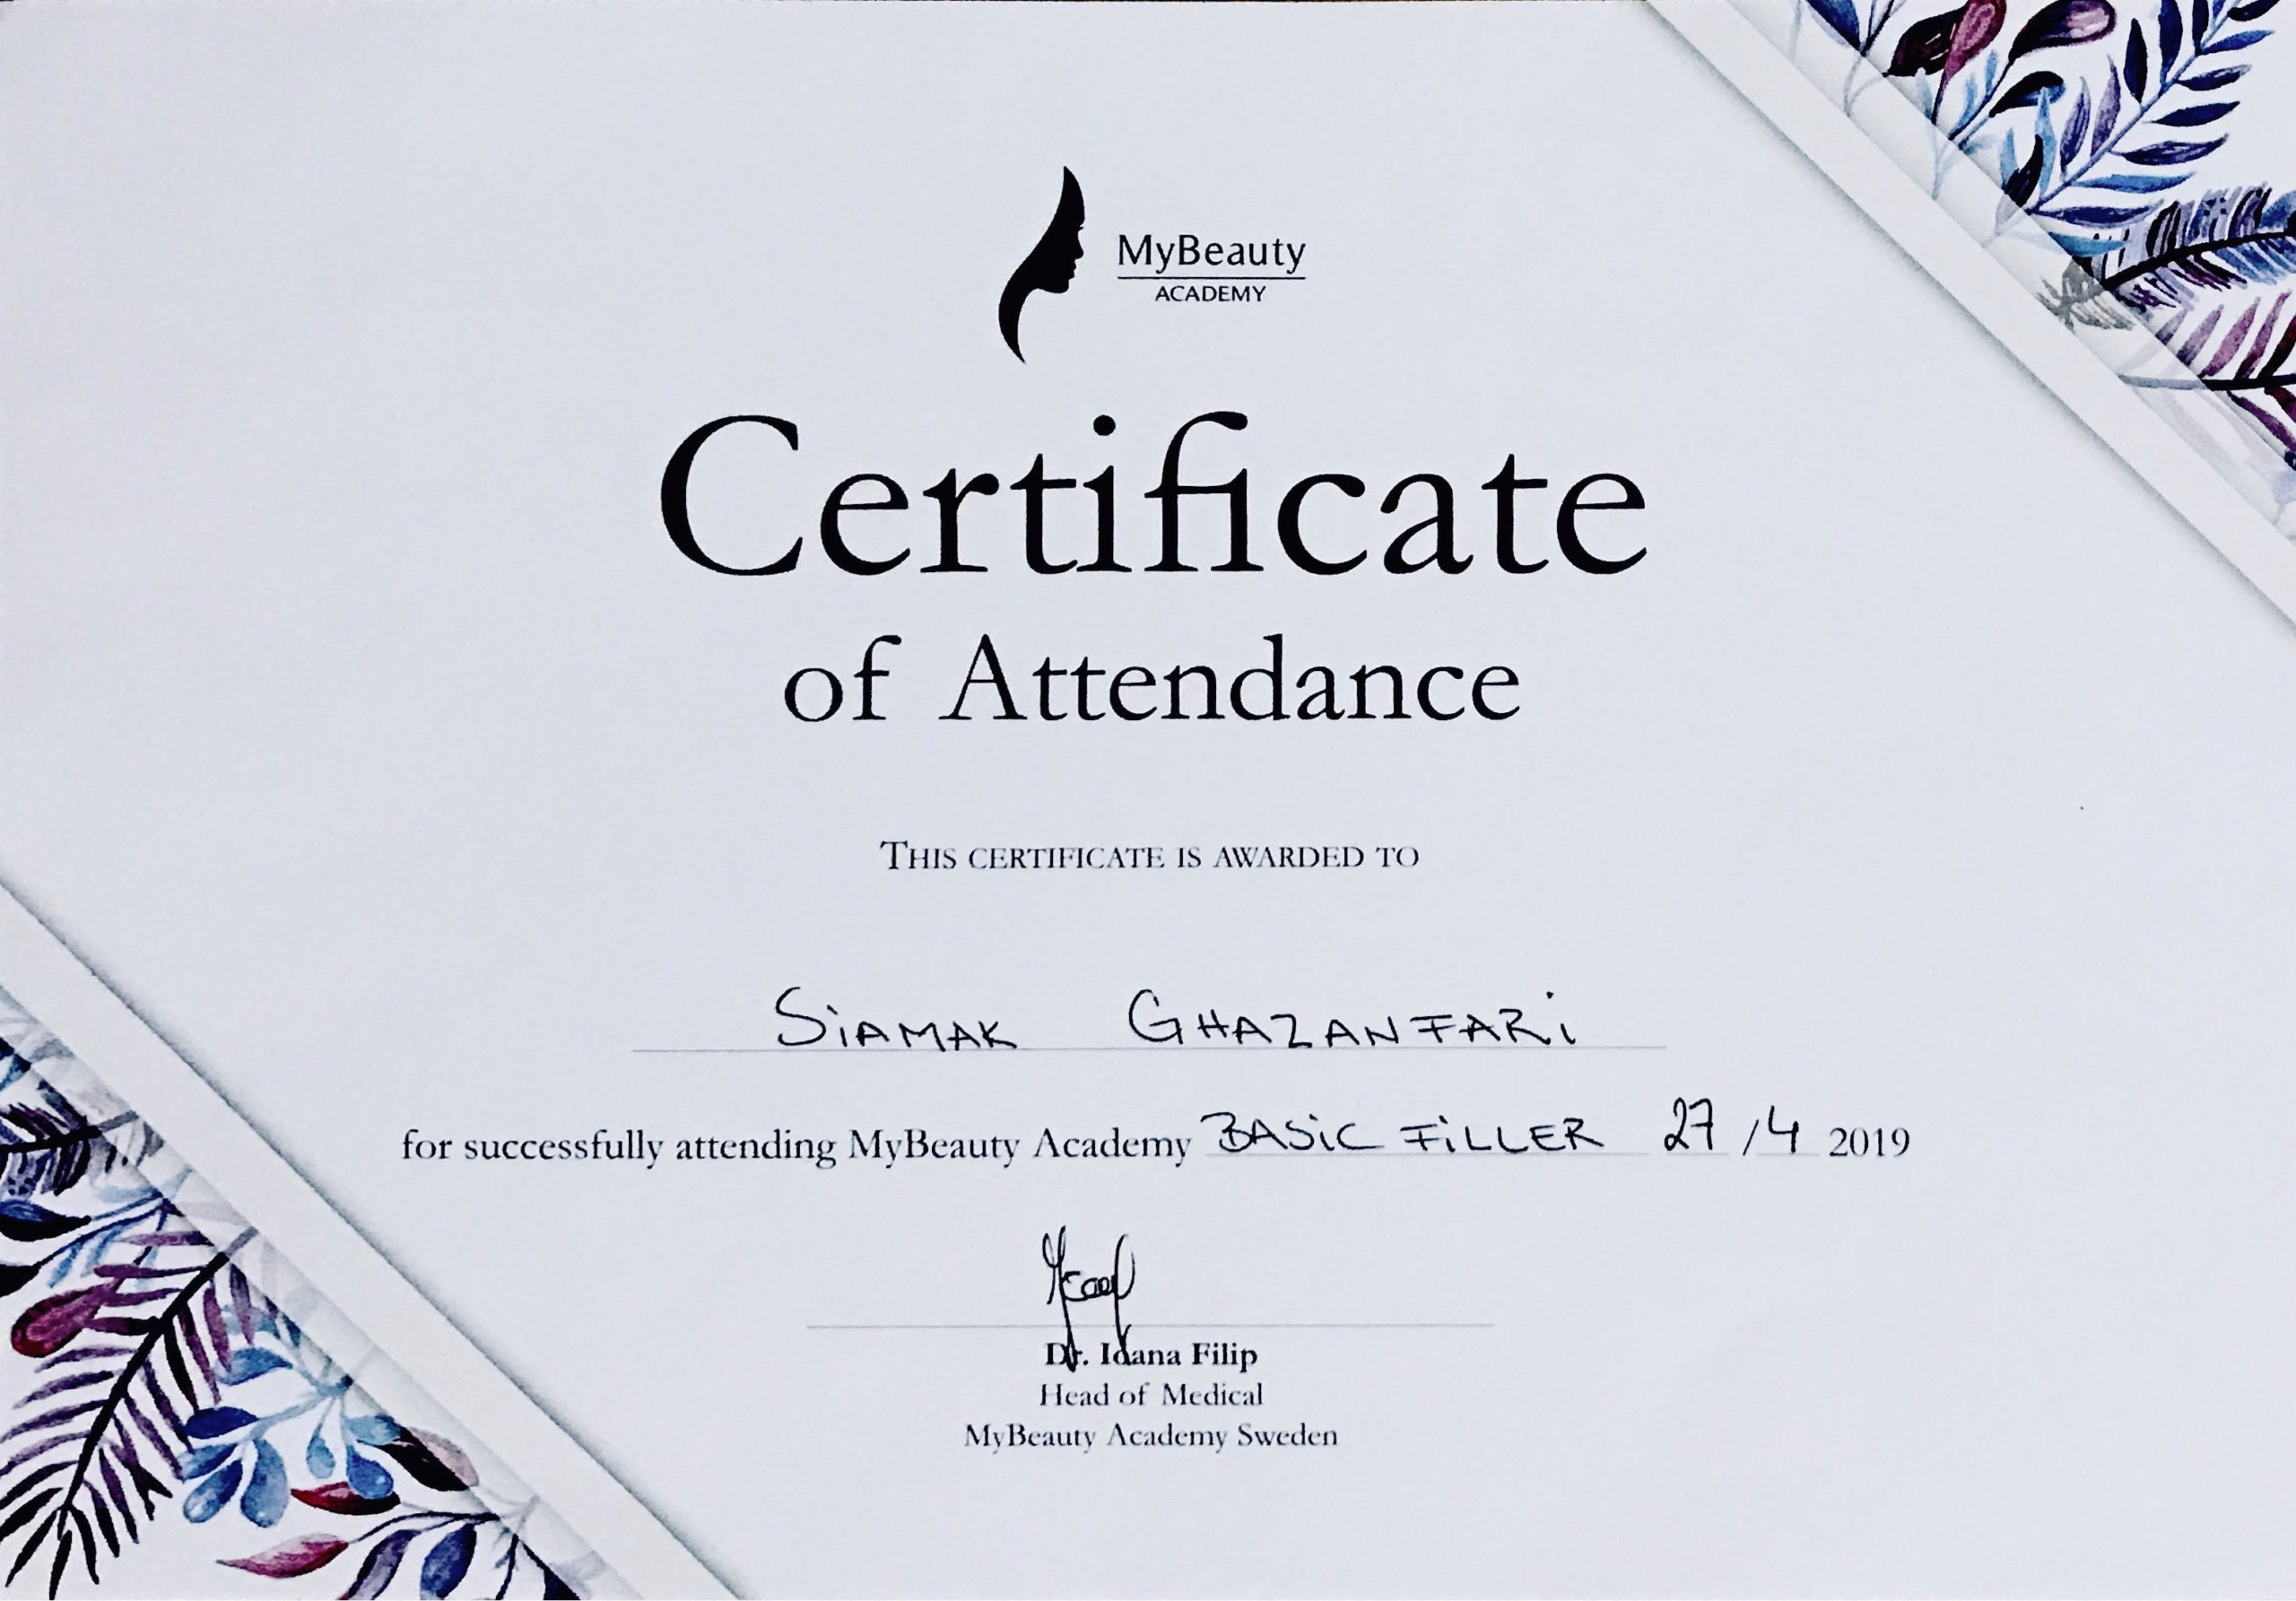 MyBeauty
ACADEMY
Certificate
of Attendance
THIS CERTIFICATE IS AWARDED TO
SiAMAK GHAZANFARi
for successfully attending MyBeauty Academy BASiC FiLLER 27/4 2019
Dr. Ioana Filip
Head of Medical
MyBeauty Academy Sweden